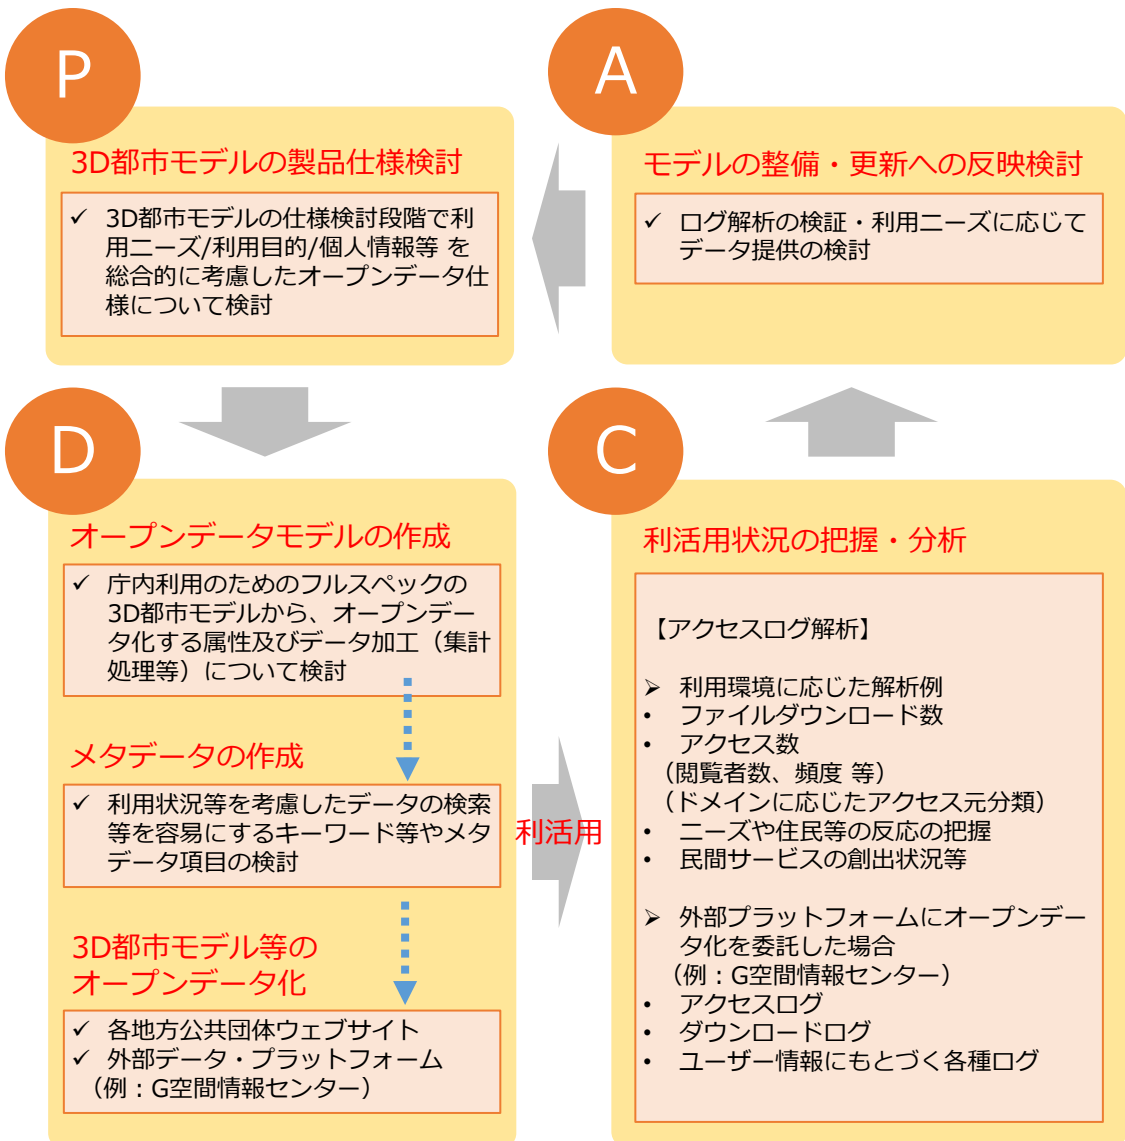 P
3D都市モデルの製品仕様検討
✓ 3D都市モデルの仕様検討段階で利
用ニーズ/利用目的/個人情報等 を
総合的に考慮したオープンデータ仕
様について検討
D
オープンデータモデルの作成
✓ 庁内利用のためのフルスペックの
3D都市モデルから、オープンデー
タ化する属性及びデータ加工（集計
処理等）について検討
メタデータの作成
✓ 利用状況等を考慮したデータの検索
等を容易にするキーワード等やメタ
データ項目の検討
3D都市モデル等の
オープンデータ化
✓ 各地方公共団体ウェブサイト
✓ 外部データ・プラットフォーム
（例：G空間情報センター）
利活用
C
利活用状況の把握・分析
【アクセスログ解析】
➢ 利用環境に応じた解析例
• ファイルダウンロード数
• アクセス数
（閲覧者数、頻度 等）
（ドメインに応じたアクセス元分類）
• ニーズや住民等の反応の把握
• 民間サービスの創出状況等
➢ 外部プラットフォームにオープンデー
タ化を委託した場合
（例：G空間情報センター）
• アクセスログ
• ダウンロードログ
• ユーザー情報にもとづく各種ログ
A
モデルの整備・更新への反映検討
✓ ログ解析の検証・利用ニーズに応じて
データ提供の検討